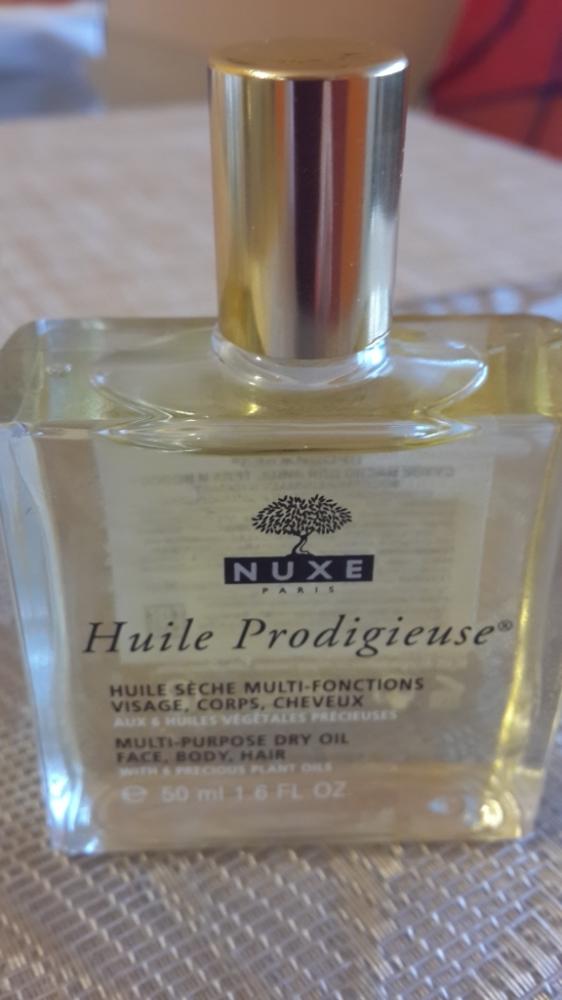 NUXE
PARIS
Huile Prodigieuse®
HUILE SÈCHE MULTI-FONCTIONS
VISAGE, CORPS, CHEVEUX
AUX 6 HUILES VÉGÉTALES PRÉCIEUSES
MULTI-PURPOSE DRY OIL
FACE, BODY, HAIR
WITH 6 PRECIOUS PLANT OILS
℮ 50 ml 1.6 FL OZ.